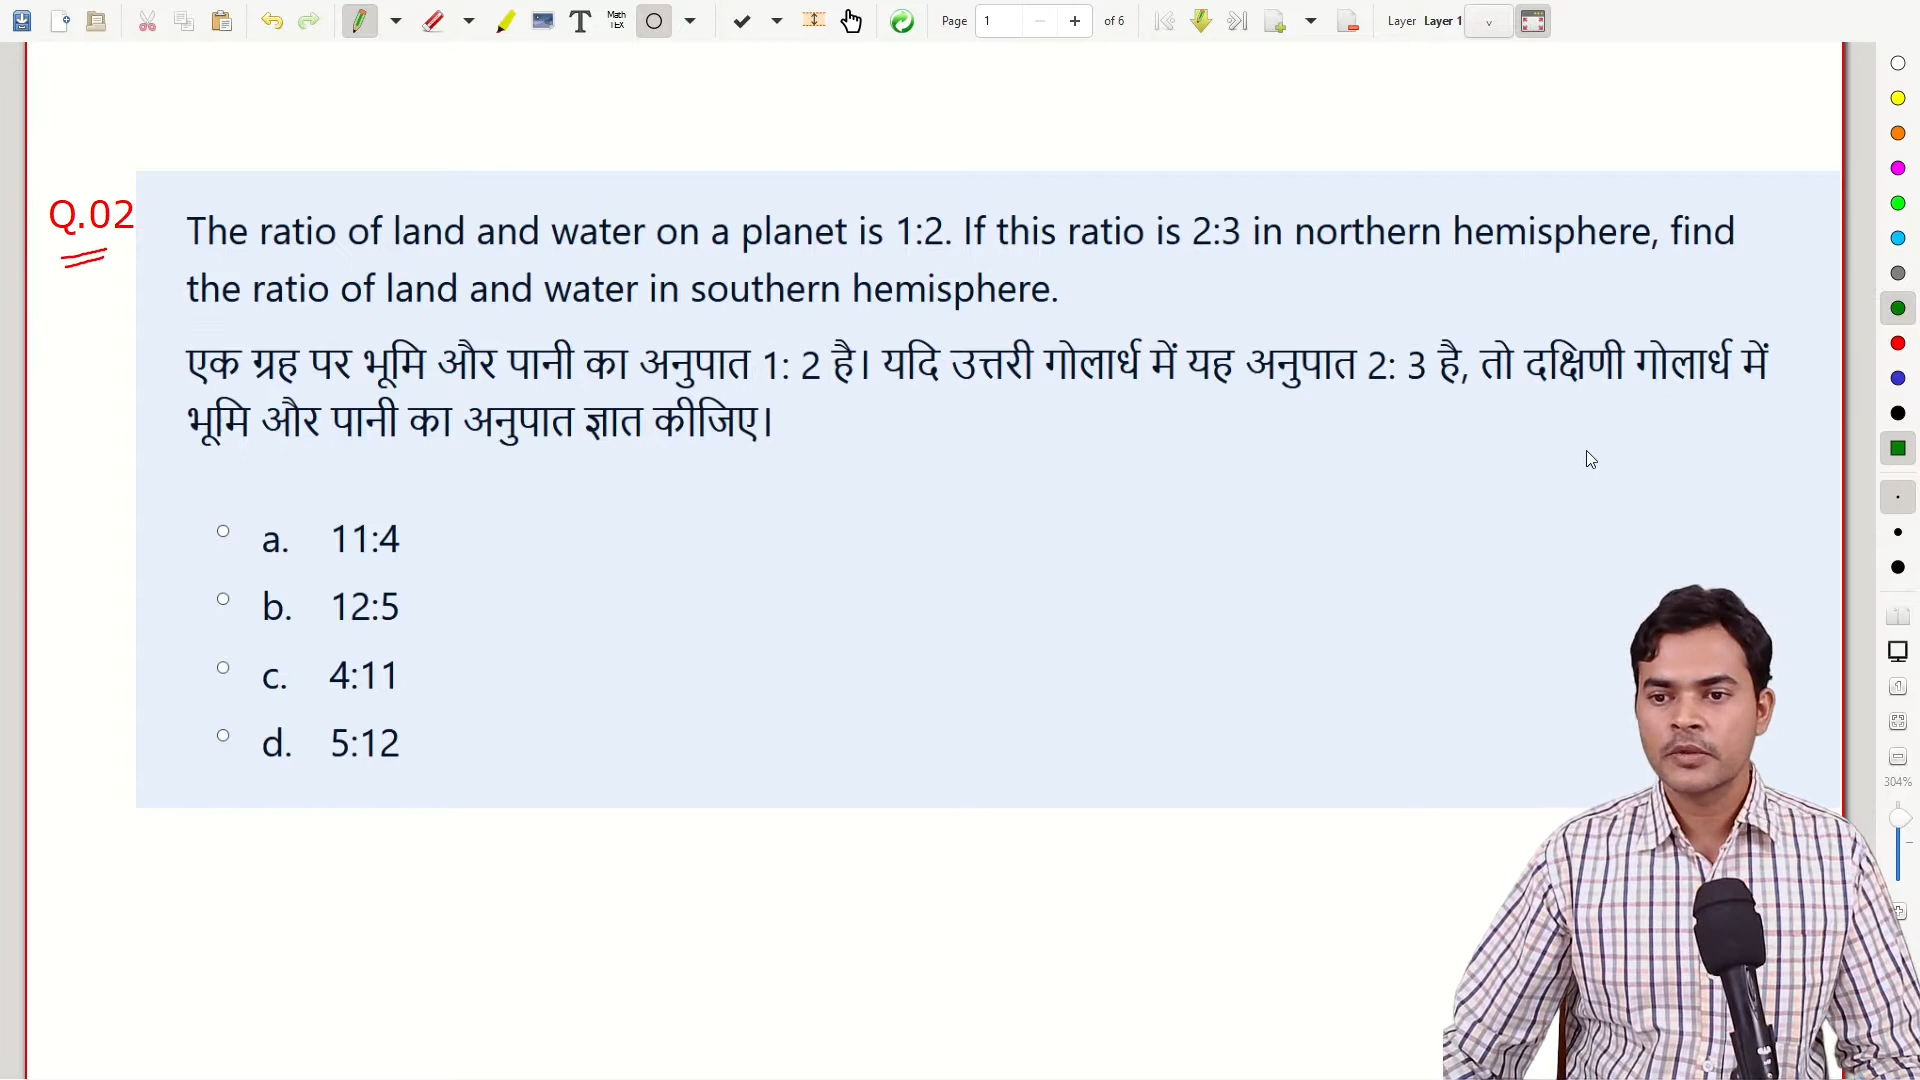 Math
TEX
T
Page 1 of 6 Layer Layer 1
Q.02
The ratio of land and water on a planet is 1:2. If this ratio is 2:3 in northern hemisphere, find
the ratio of land and water in southern hemisphere.
एक ग्रह पर भूमि और पानी का अनुपात 1: 2 है। यदि उत्तरी गोलार्ध में यह अनुपात 2: 3 है, तो दक्षिणी गोलार्ध में
भूमि और पानी का अनुपात ज्ञात कीजिए।
a. 11:4
b. 12:5
c. 4:11
d. 5:12
304%